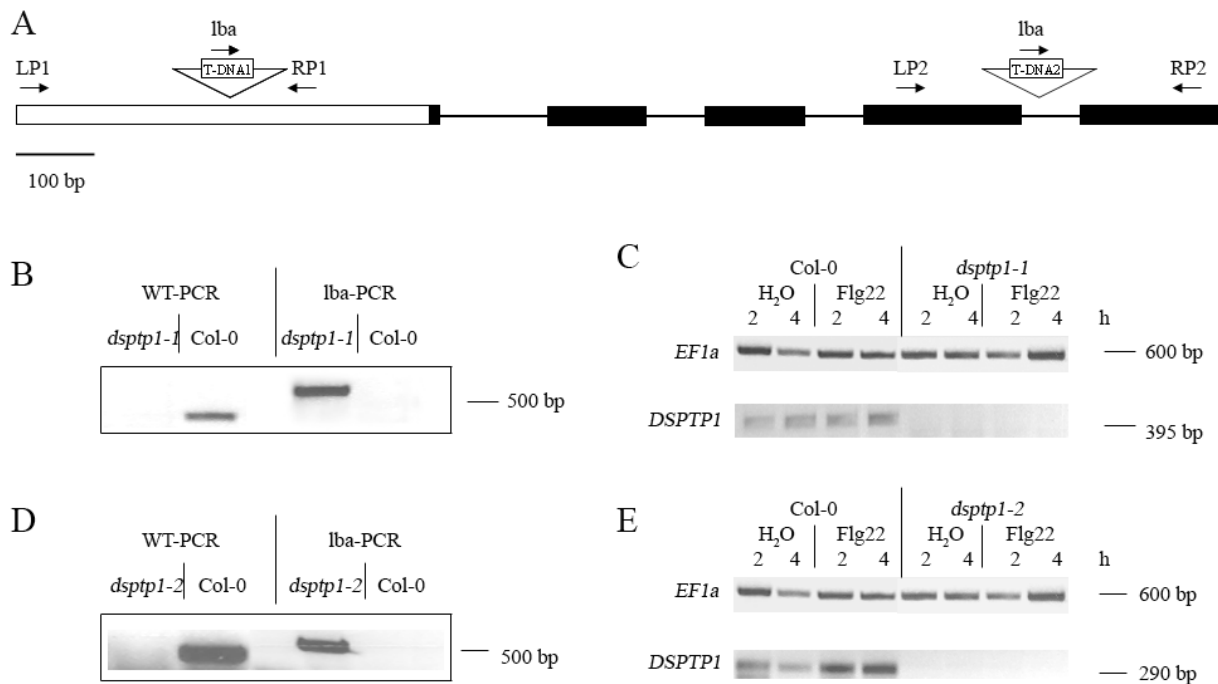 A
lba
lba
LP1
T-DNA1
RP1
LP2
T-DNA2
RP2
100 bp
B
WT-PCR
lba-PCR
dsptp1-1
Col-0
dsptp1-1
Col-0
500 bp
C
Col-0
dsptp1-1
H₂O
Flg22
H₂O
Flg22
2 4 2 4 2 4 2 4 h
EF1a
600 bp
DSPTP1
395 bp
D
WT-PCR
lba-PCR
dsptp1-2
Col-0
dsptp1-2
Col-0
500 bp
E
Col-0
dsptp1-2
H₂O
Flg22
H₂O
Flg22
2 4 2 4 2 4 2 4 h
EF1a
600 bp
DSPTP1
290 bp